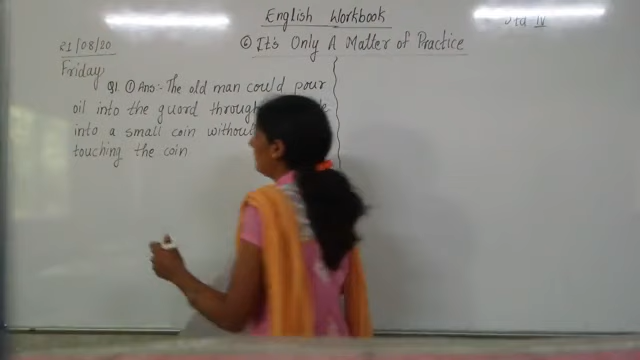 English Workbook
Std IV
21/08/20
6 It's Only A Matter of Practice
Friday
Q1. 1 Ans:- The old man could pour
oil into the guard through
into a small coin without
touching the coin